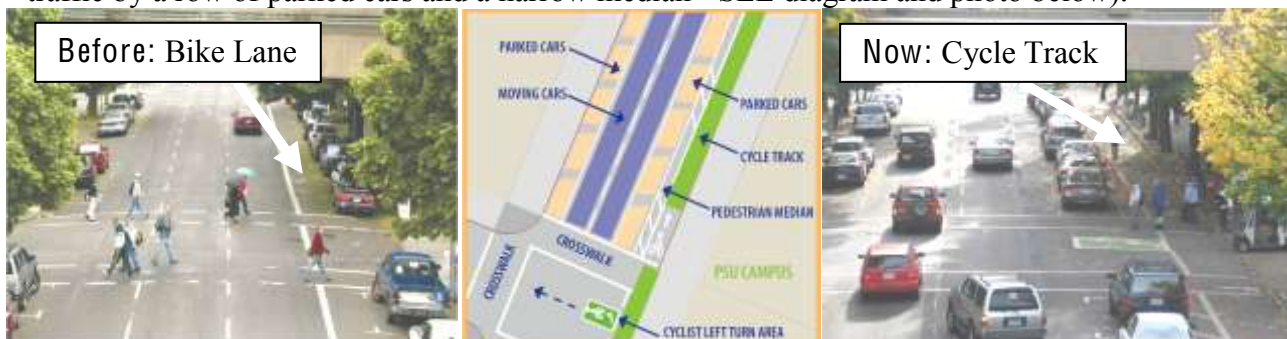 traffic by a row of parked cars and a narrow median - SEE diagram and photo below).
Before: Bike Lane
PARKED CARS
MOVING CARS
PARKED CARS
CYCLE TRACK
PEDESTRIAN MEDIAN
CROSSWALK
CROSSWALK
PSU CAMPUS
CYCLIST LEFT TURN AREA
Now: Cycle Track